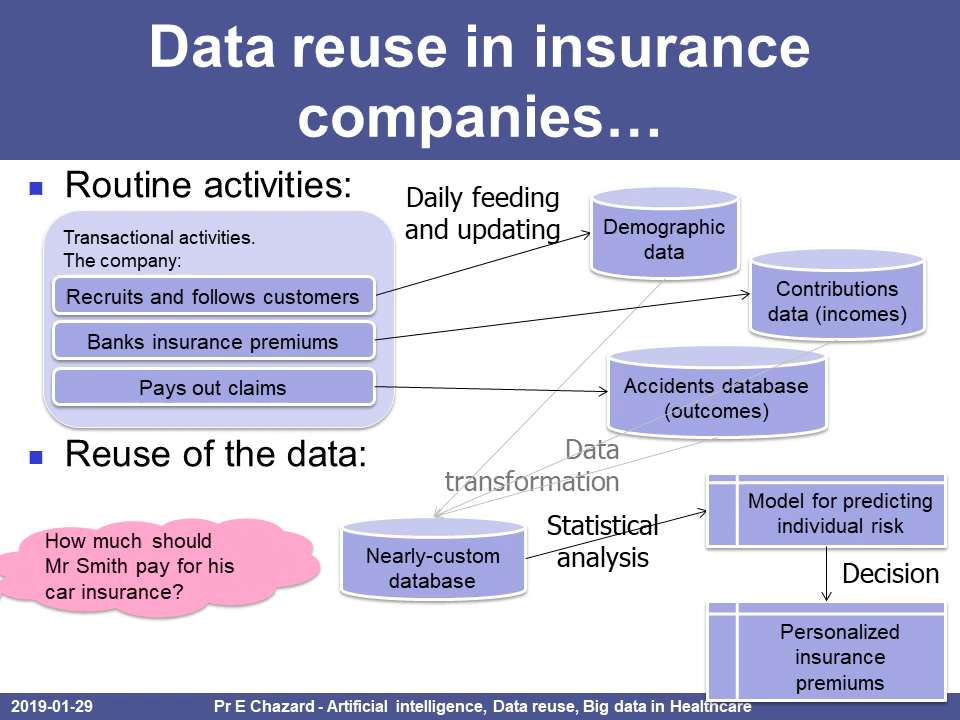 Data reuse in insurance
companies…
Routine activities:
Transactional activities.
The company:
Recruits and follows customers
Banks insurance premiums
Pays out claims
Daily feeding
and updating
Demographic
data
Contributions
data (incomes)
Accidents database
(outcomes)
Reuse of the data:
Data
transformation
How much should
Mr Smith pay for his
car insurance?
Nearly-custom
database
Statistical
analysis
Model for predicting
individual risk
Decision
Personalized
insurance
premiums
2019-01-29
Pr E Chazard - Artificial intelligence, Data reuse, Big data in Healthcare